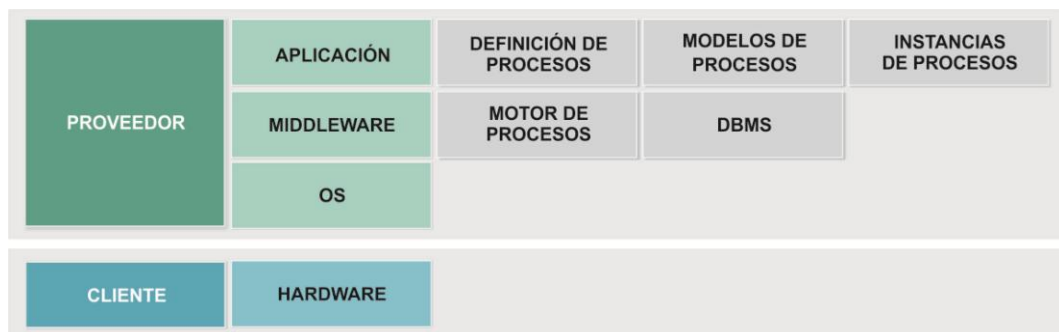 PROVEEDOR
APLICACIÓN
DEFINICIÓN DE
PROCESOS
MODELOS DE
PROCESOS
INSTANCIAS
DE PROCESOS
MIDDLEWARE
MOTOR DE
PROCESOS
DBMS
OS
CLIENTE
HARDWARE